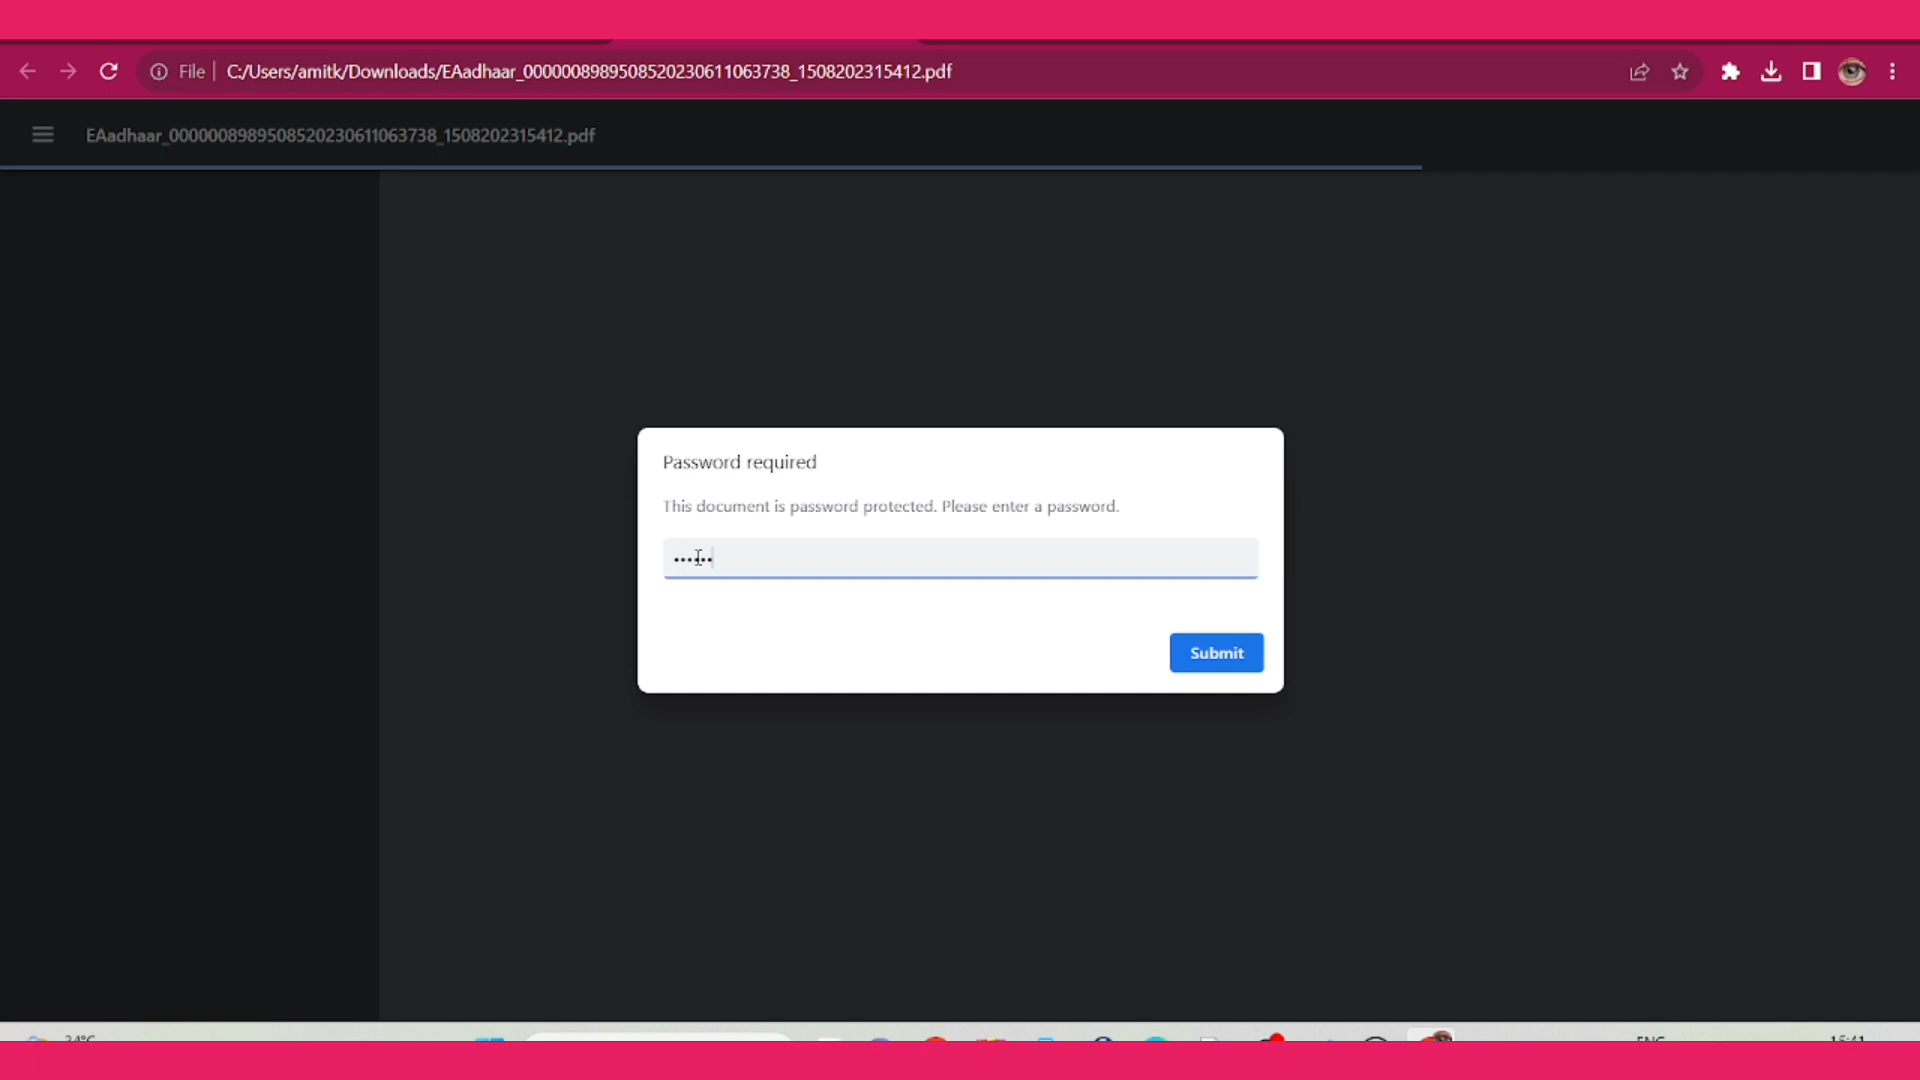 File
C:/Users/amitk/Downloads/EAadhaar_0000008989508520230611063738_1508202315412.pdf
EAadhaar_0000008989508520230611063738_1508202315412.pdf
Password required
This document is password protected. Please enter a password.
Submit